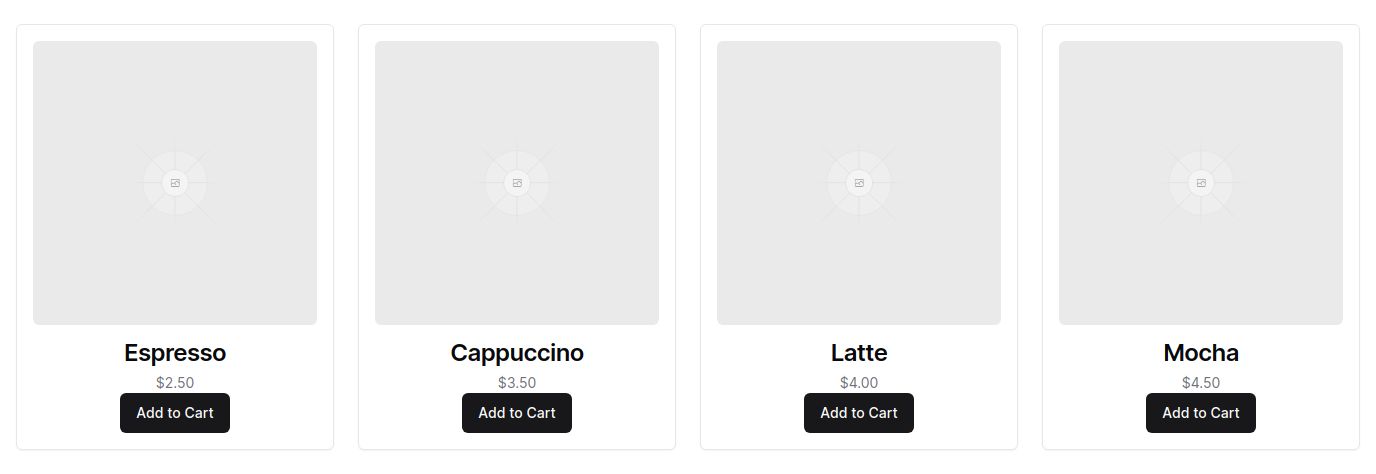 Espresso
$2.50
Add to Cart
Cappuccino
$3.50
Add to Cart
Latte
$4.00
Add to Cart
Mocha
$4.50
Add to Cart